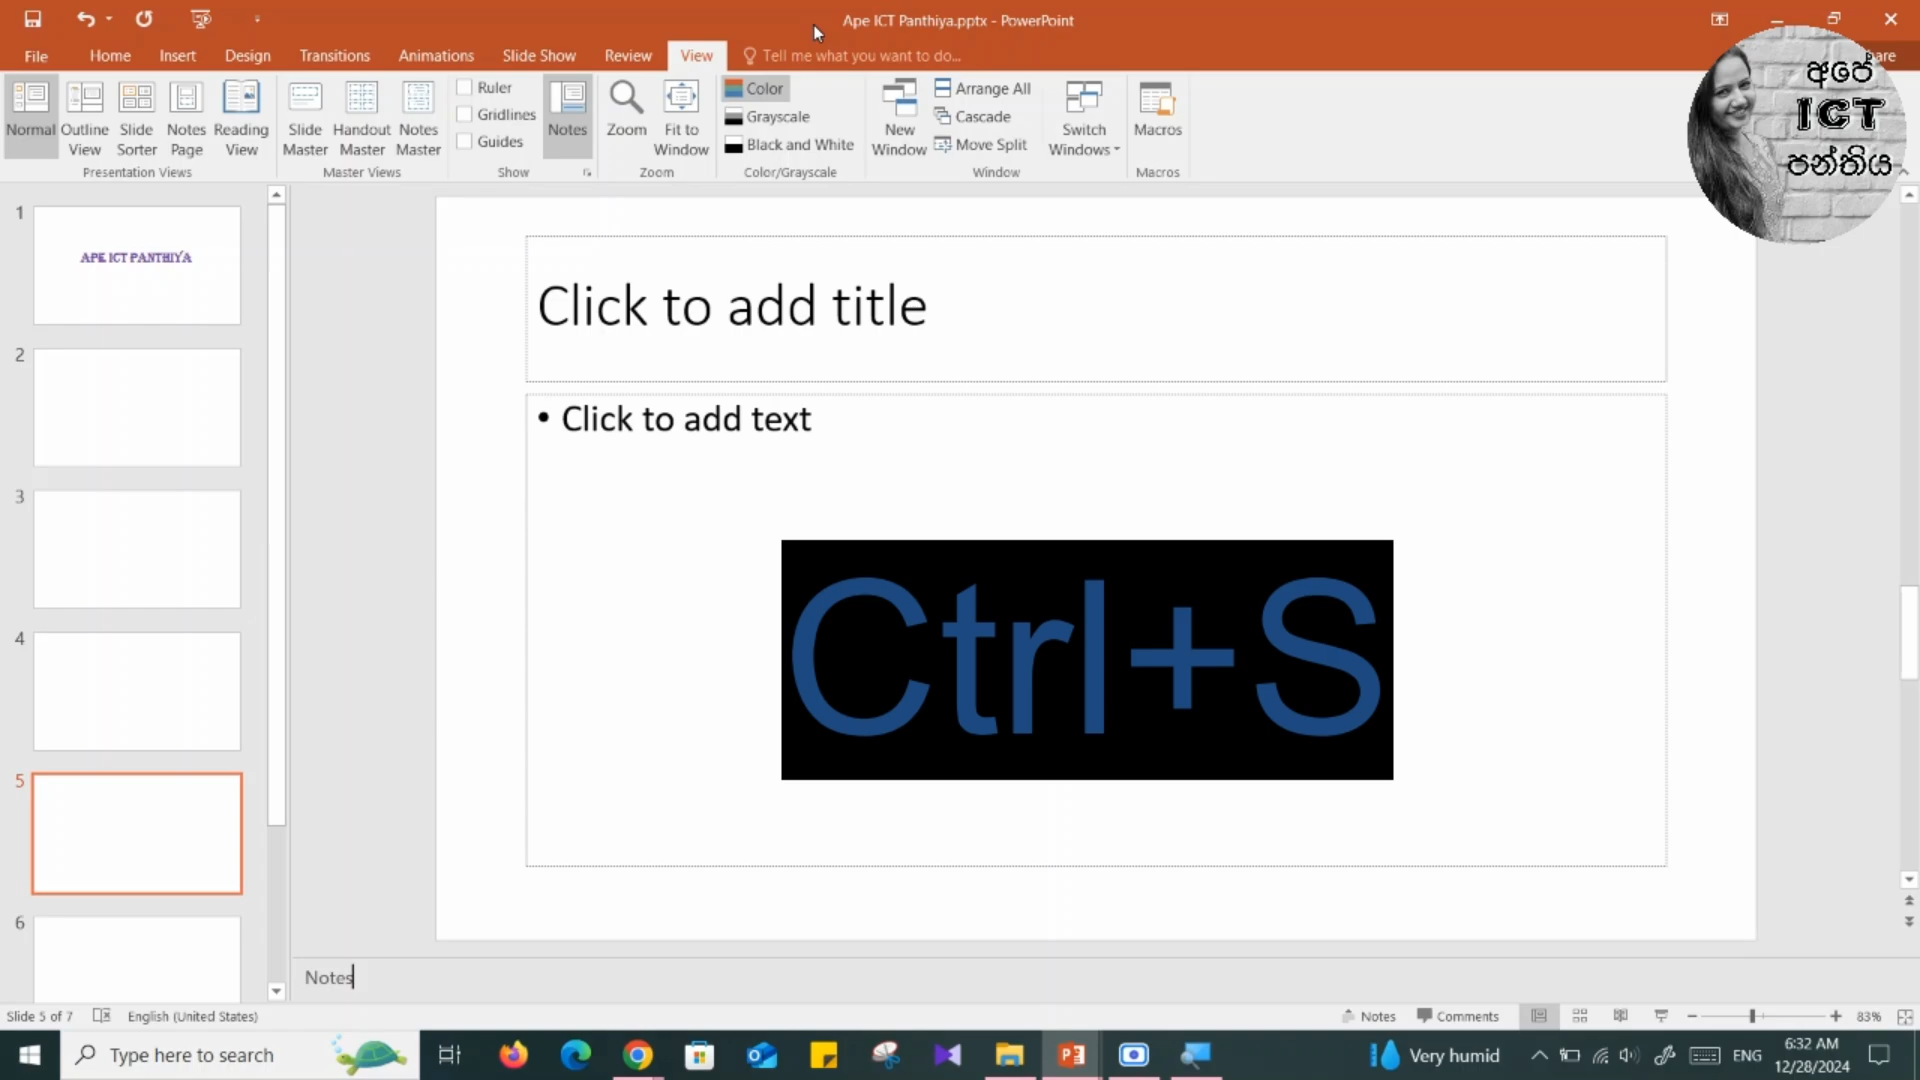 Ape ICT Panthiya.pptx - PowerPoint
File Home Insert Design Transitions Animations Slide Show Review View Tell me what you want to do...
අපේ
ICT
පන්තිය
Normal Outline View Slide Sorter Notes Page Reading View
Presentation Views
Slide Master Handout Master Notes Master
Master Views
Ruler
Gridlines
Guides
Notes
Show
Zoom Fit to Window
Zoom
Color
Grayscale
Black and White
Color/Grayscale
New Window
Arrange All
Cascade
Move Split
Switch Windows
Window
Macros
Macros
1
APE ICT PANTHIYA
2
3
4
5
6
Click to add title
• Click to add text
Ctrl+S
Notes
Slide 5 of 7 English (United States) Notes Comments 83%
Type here to search Very humid ENG 6:32 AM
12/28/2024